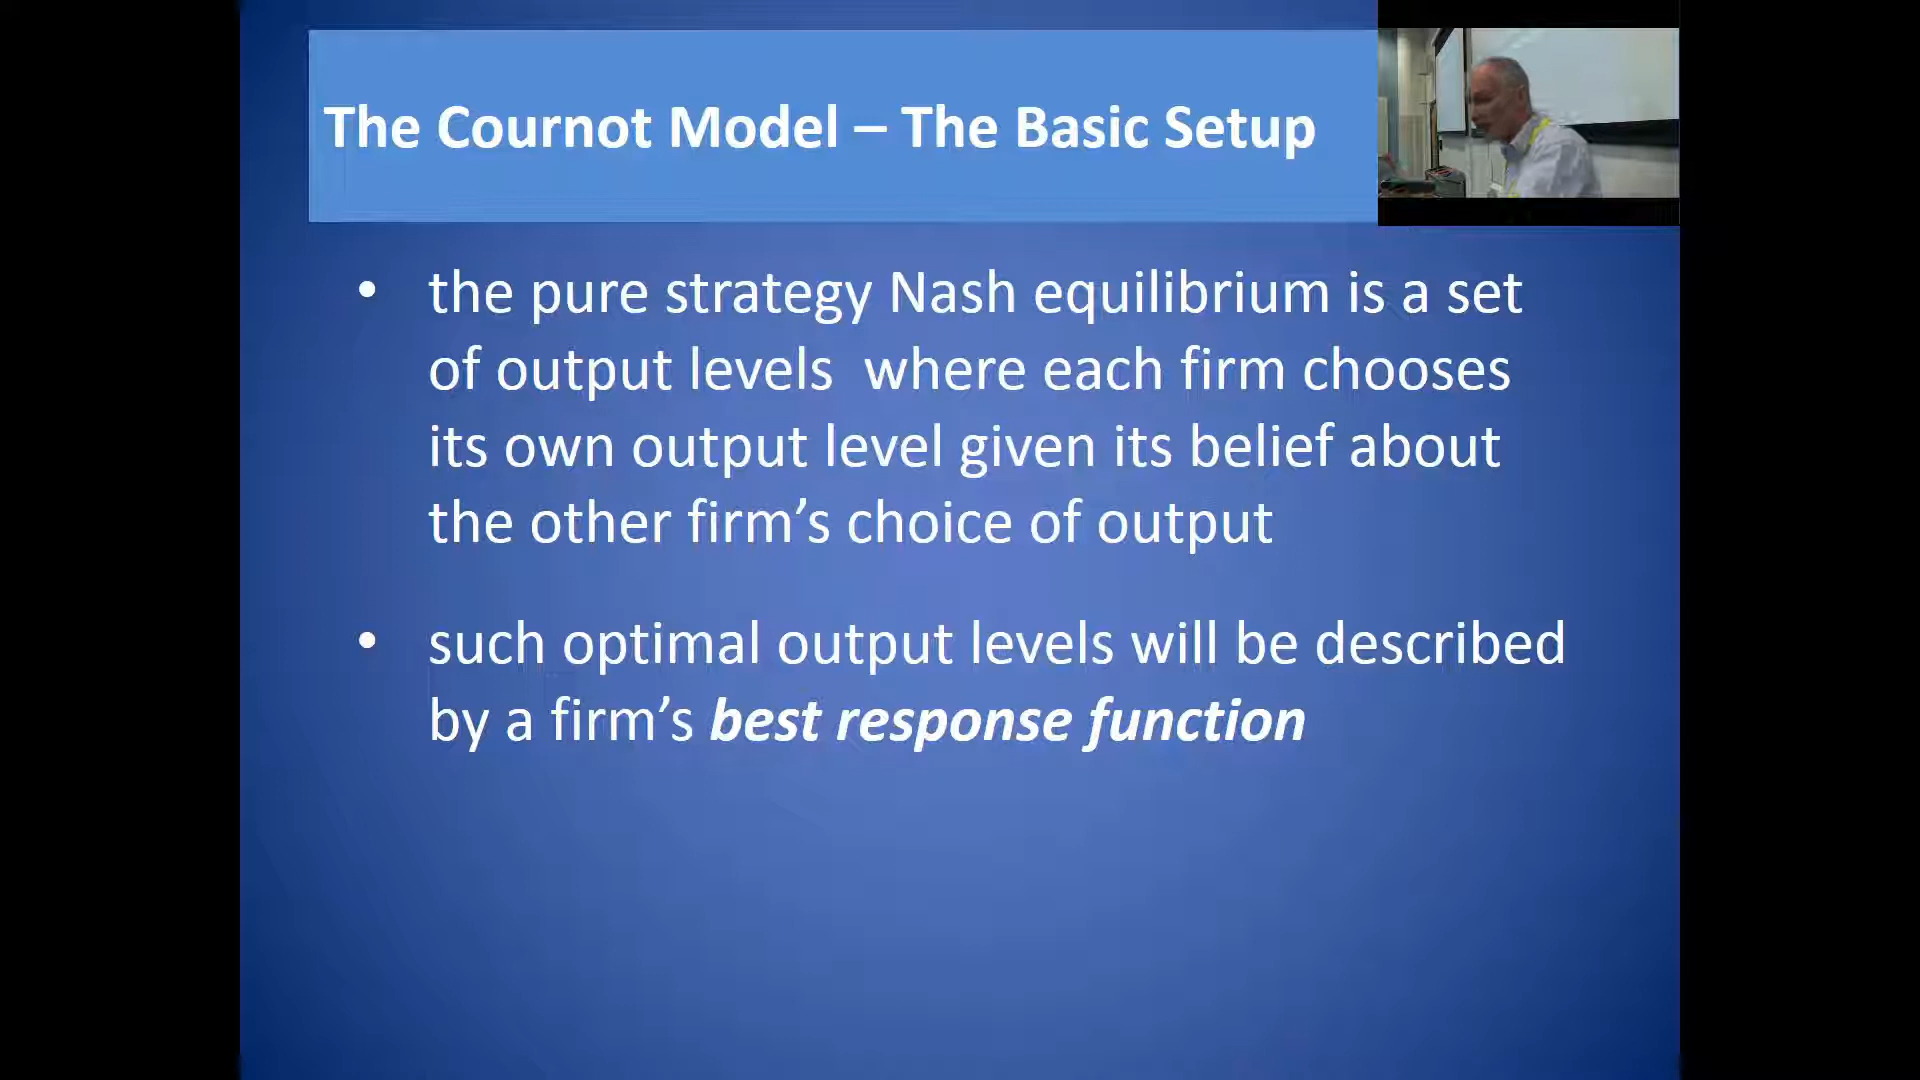 The Cournot Model – The Basic Setup
• the pure strategy Nash equilibrium is a set
of output levels where each firm chooses
its own output level given its belief about
the other firm’s choice of output
• such optimal output levels will be described
by a firm’s best response function